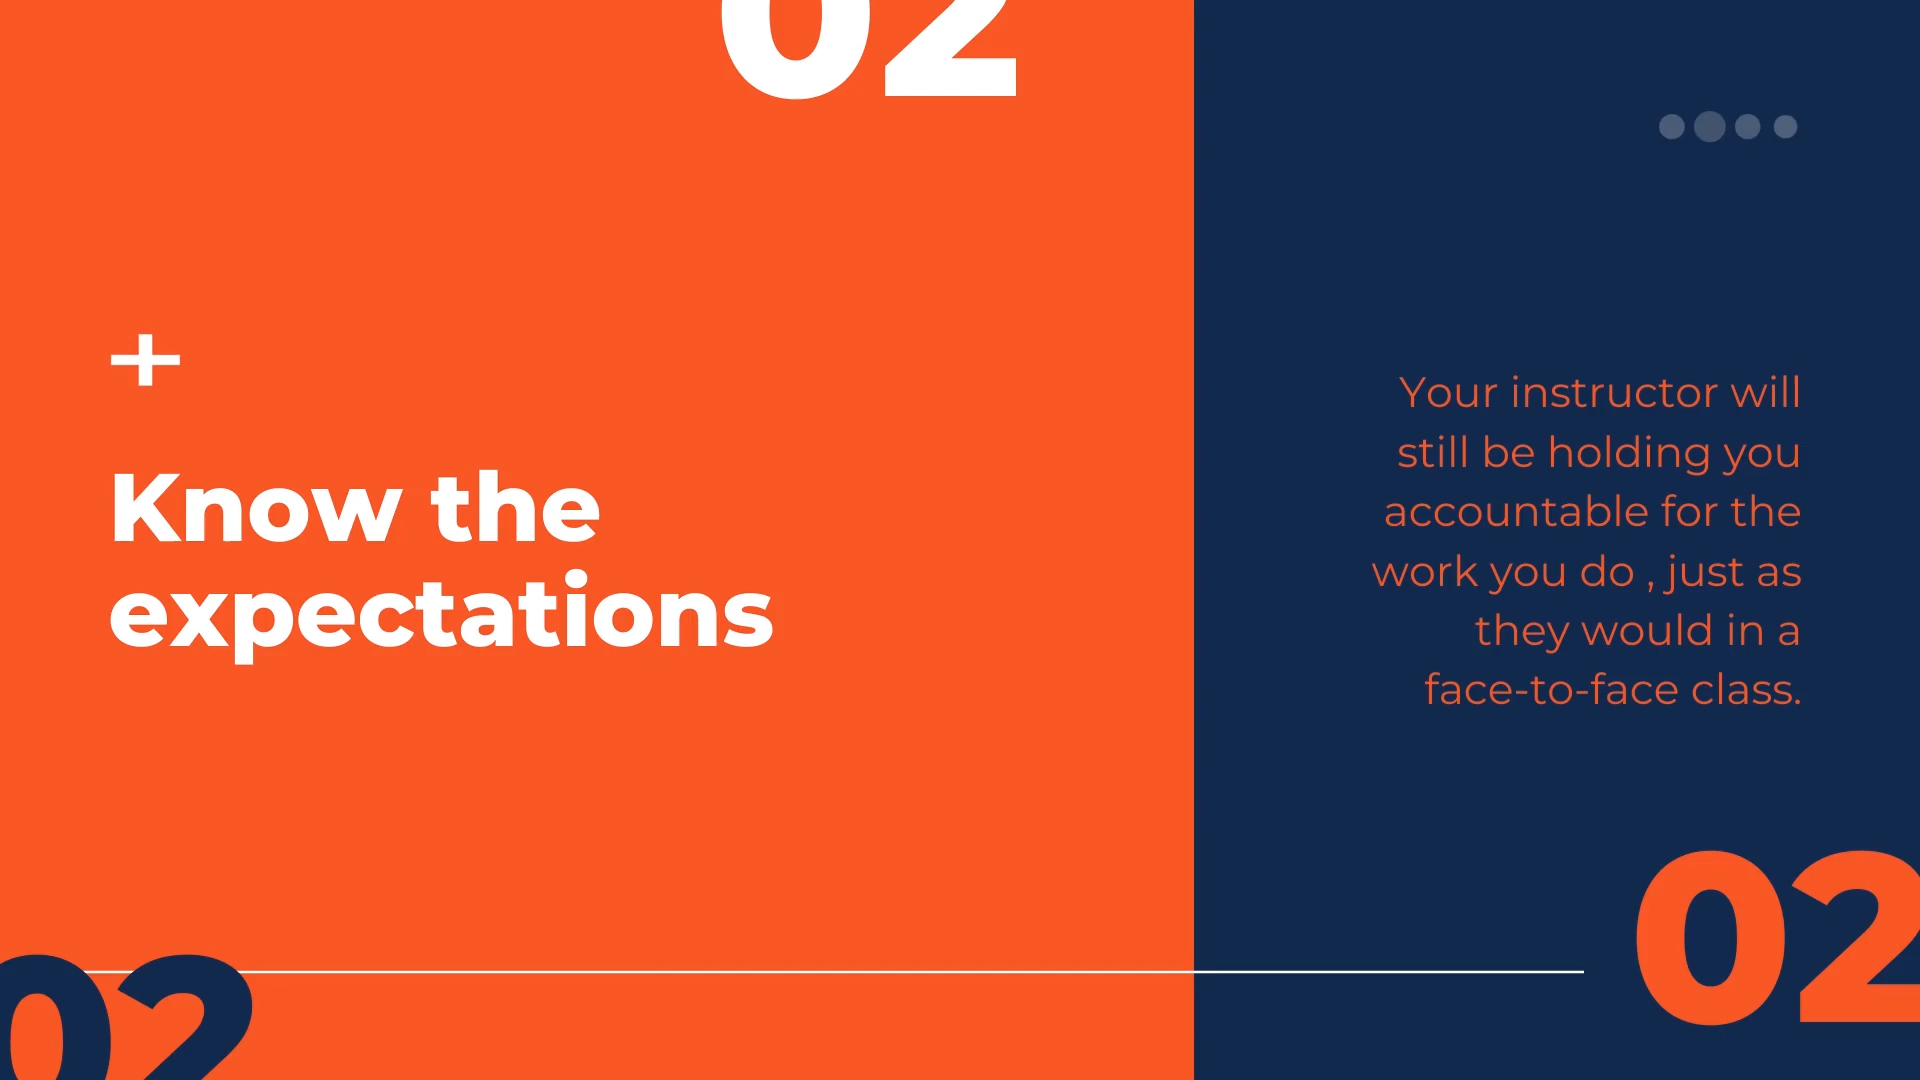 02
+
Know the
expectations
Your instructor will
still be holding you
accountable for the
work you do , just as
they would in a
face-to-face class.
02
02